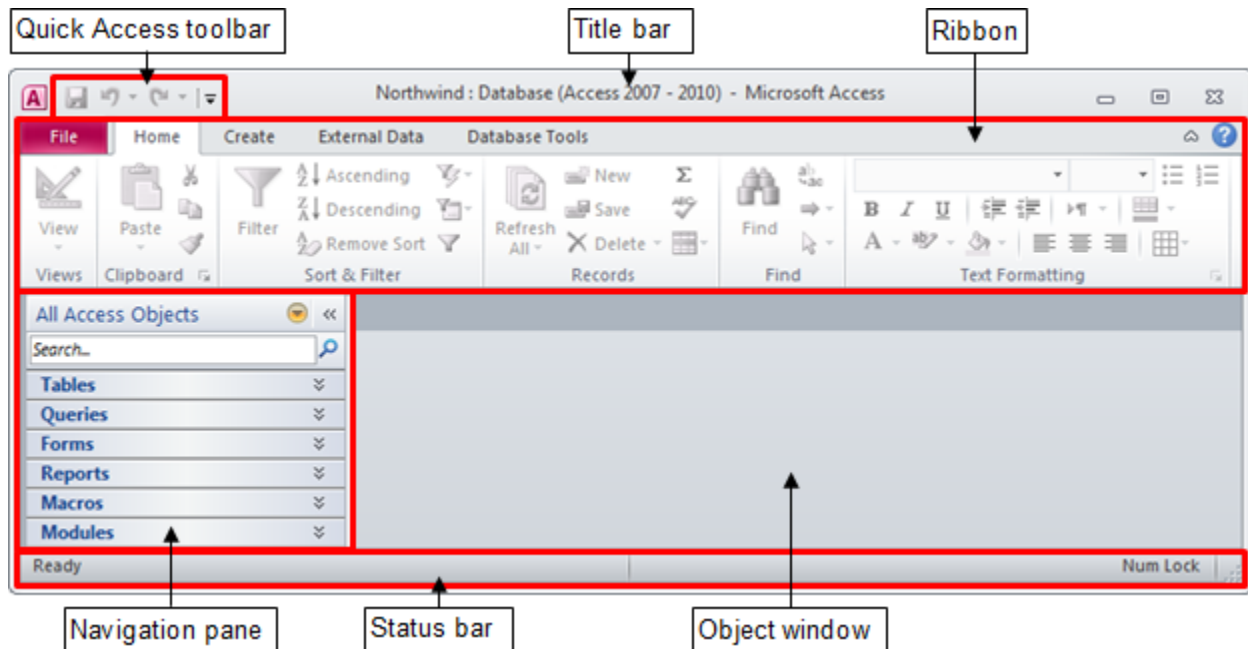 Quick Access toolbar Title bar Ribbon
A Northwind : Database (Access 2007 - 2010) - Microsoft Access
File Home Create External Data Database Tools ?
Ascending New Σ
View Paste Filter Descending Refresh All Save Find B I U
Remove Sort Delete A
Views Clipboard Sort & Filter Records Find Text Formatting
All Access Objects «
Search...
Tables
Queries
Forms
Reports
Macros
Modules
Ready Num Lock
Navigation pane Status bar Object window